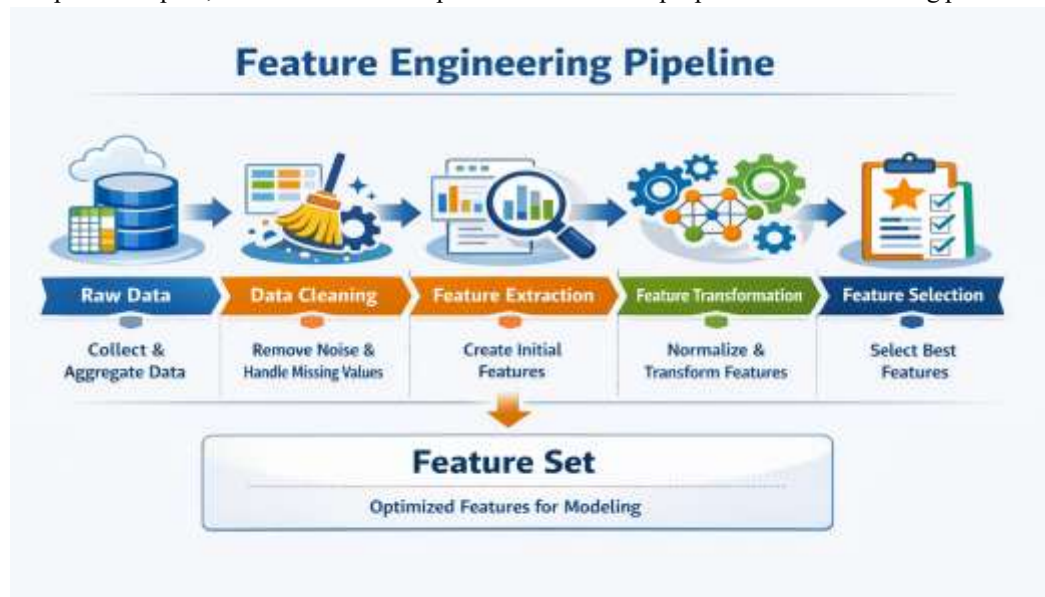 Feature Engineering Pipeline
Raw Data
Data Cleaning
Feature Extraction
Feature Transformation
Feature Selection
Collect &
Aggregate Data
Remove Noise &
Handle Missing Values
Create Initial
Features
Normalize &
Transform Features
Select Best
Features
Feature Set
Optimized Features for Modeling